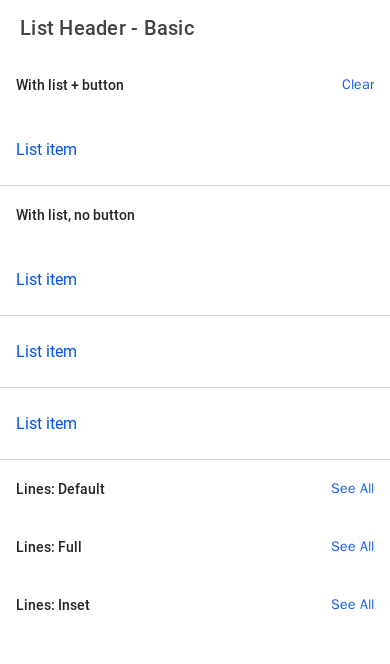 List Header - Basic
With list + button Clear
List item
With list, no button
List item
List item
List item
Lines: Default See All
Lines: Full See All
Lines: Inset See All